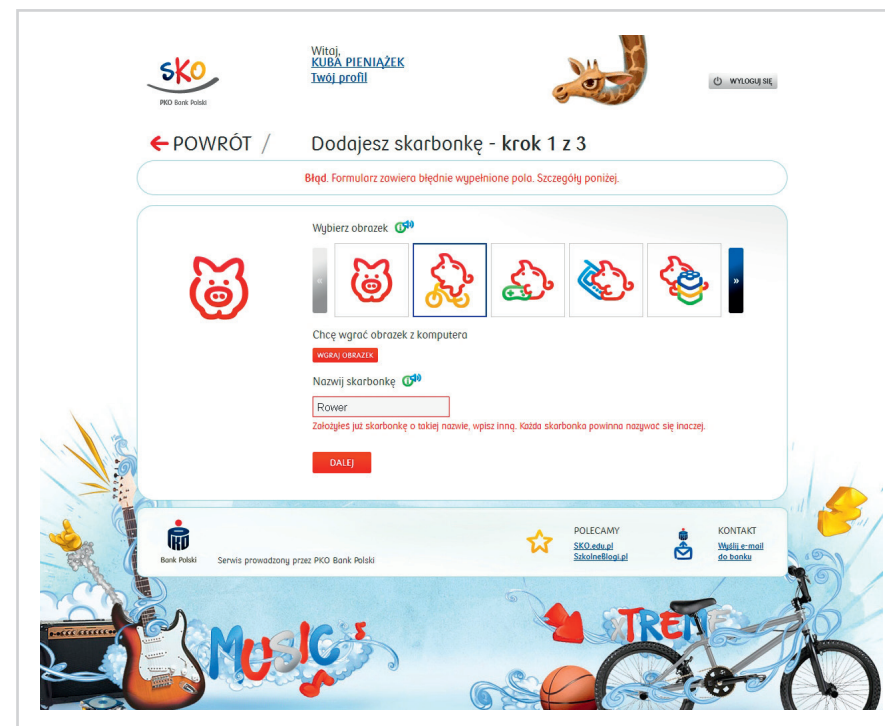 SKO
PKO Bank Polski
Witaj,
KUBA PIENIĄŻEK
Twój profil
WYLOGUJ SIĘ
POWRÓT /
Dodajesz skarbonkę - krok 1 z 3
Błąd. Formularz zawiera błędnie wypełnione pola. Szczegóły poniżej.
Wybierz obrazek
«
»
Chcę wgrać obrazek z komputera
WGRAJ OBRAZEK
Nazwij skarbonkę
Rower
Założyłeś już skarbonkę o takiej nazwie, wpisz inną. Każda skarbonka powinna nazywać się inaczej.
DALEJ
PKO
Bank Polski
Serwis prowadzony przez PKO Bank Polski
POLECAMY
SKO.edu.pl
SzkolneBlogi.pl
KONTAKT
Wyślij e-mail
do banku
MUSIC
XTREME